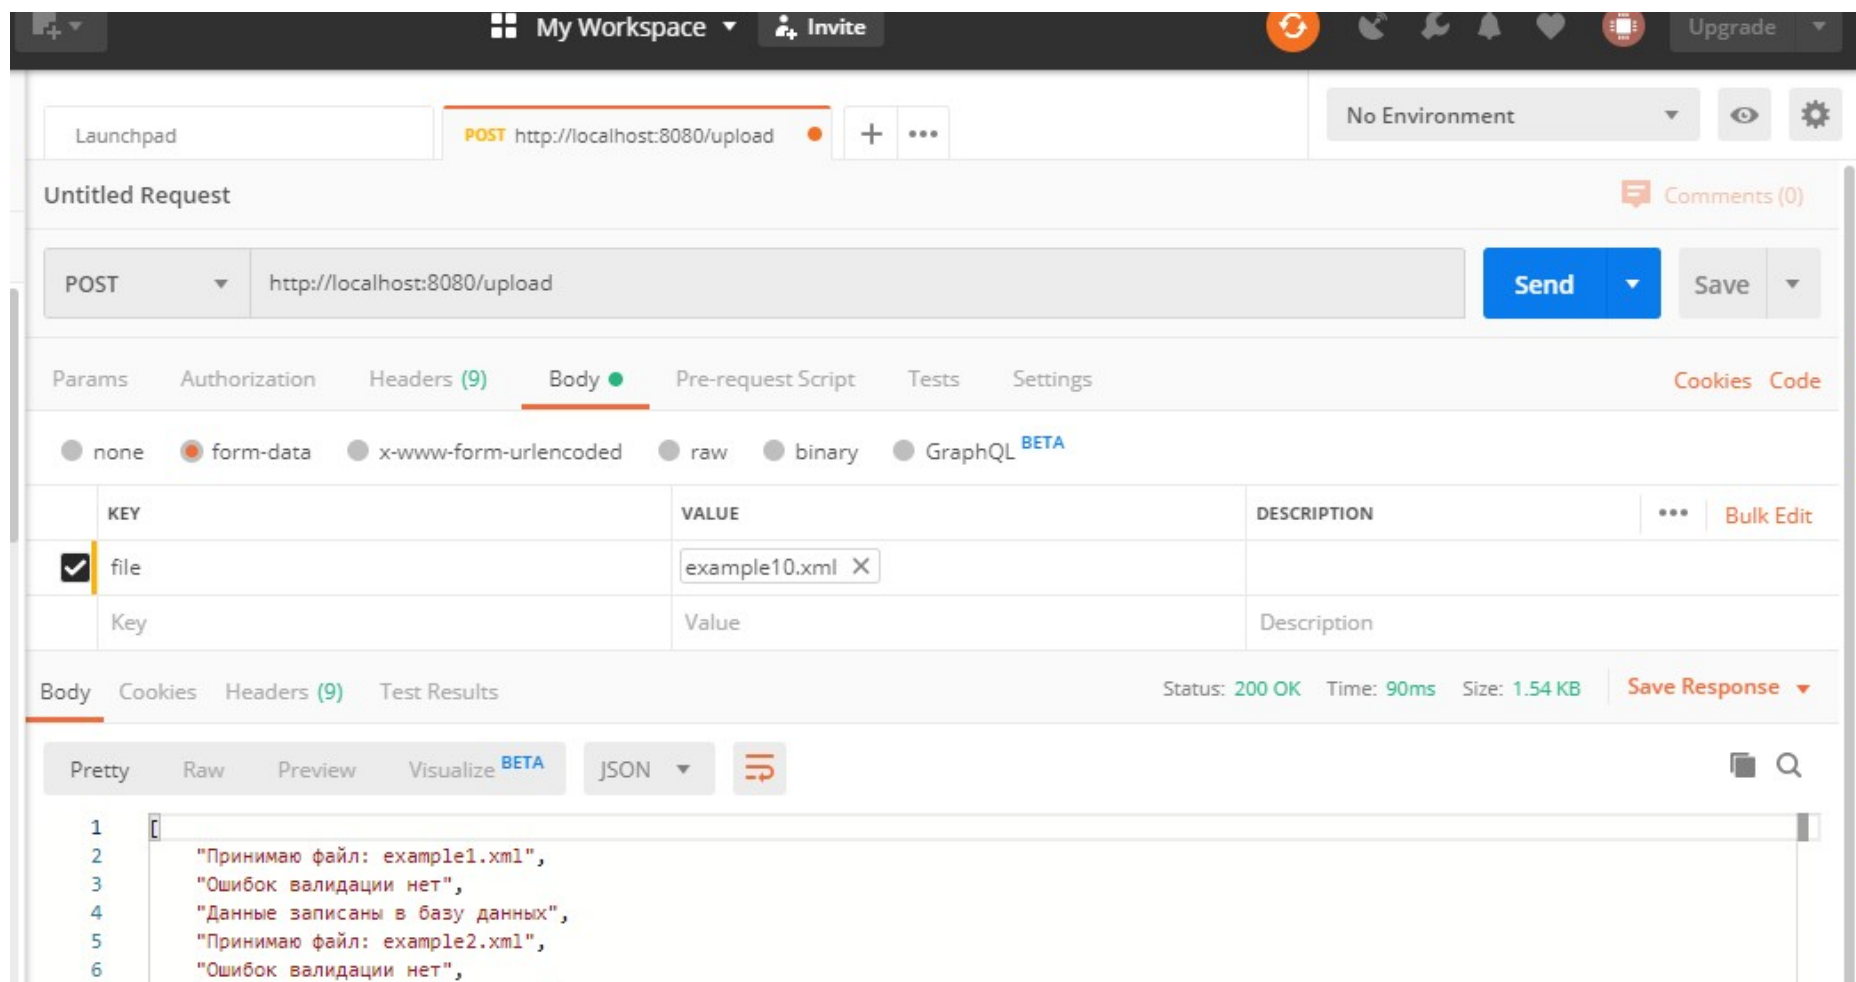 My Workspace Invite Upgrade
Launchpad POST http://localhost:8080/upload + ••• No Environment
Untitled Request Comments (0)
POST http://localhost:8080/upload Send Save
Params Authorization Headers (9) Body Pre-request Script Tests Settings Cookies Code
none form-data x-www-form-urlencoded raw binary GraphQL BETA
KEY VALUE DESCRIPTION ••• Bulk Edit
file example10.xml
Key Value Description
Body Cookies Headers (9) Test Results Status: 200 OK Time: 90ms Size: 1.54 KB Save Response
Pretty Raw Preview Visualize BETA JSON
1 [
2 "Принимаю файл: example1.xml",
3 "Ошибок валидации нет",
4 "Данные записаны в базу данных",
5 "Принимаю файл: example2.xml",
6 "Ошибок валидации нет",